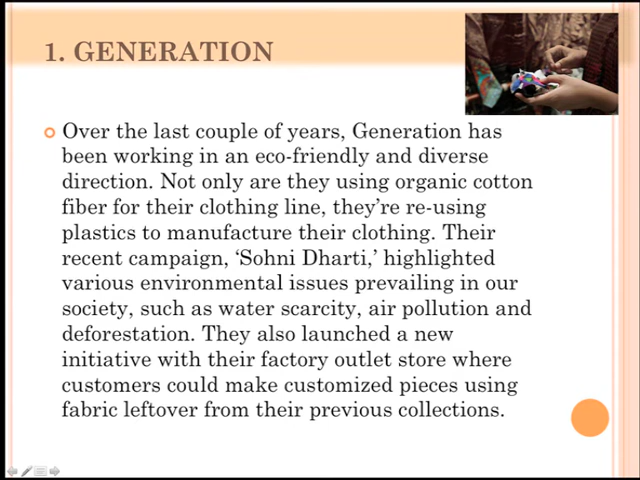 1. GENERATION
Over the last couple of years, Generation has
been working in an eco-friendly and diverse
direction. Not only are they using organic cotton
fiber for their clothing line, they’re re-using
plastics to manufacture their clothing. Their
recent campaign, ‘Sohni Dharti,’ highlighted
various environmental issues prevailing in our
society, such as water scarcity, air pollution and
deforestation. They also launched a new
initiative with their factory outlet store where
customers could make customized pieces using
fabric leftover from their previous collections.